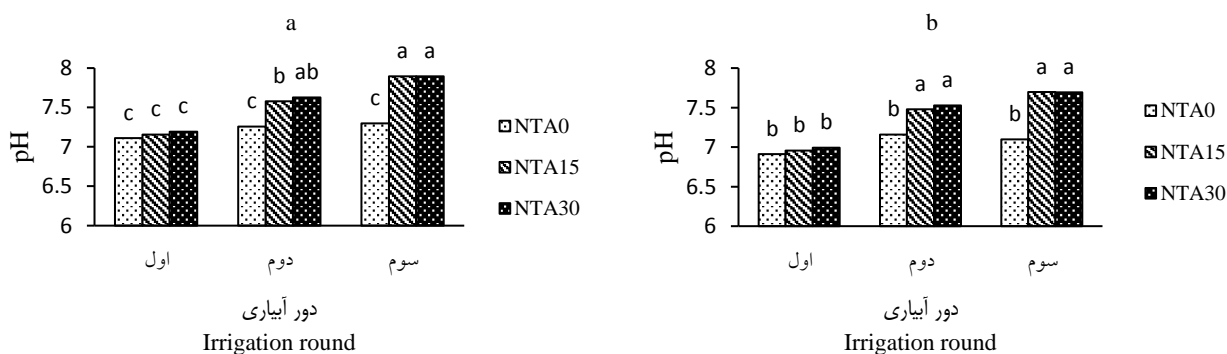 a
c c c
c b ab
c a a
8
7.5
7
6.5
6
pH
اول دوم سوم
دور آبیاری
Irrigation round
NTA0
NTA15
NTA30
b
b b b
b a a
b a a
8
7.5
7
6.5
6
pH
اول دوم سوم
دور آبیاری
Irrigation round
NTA0
NTA15
NTA30